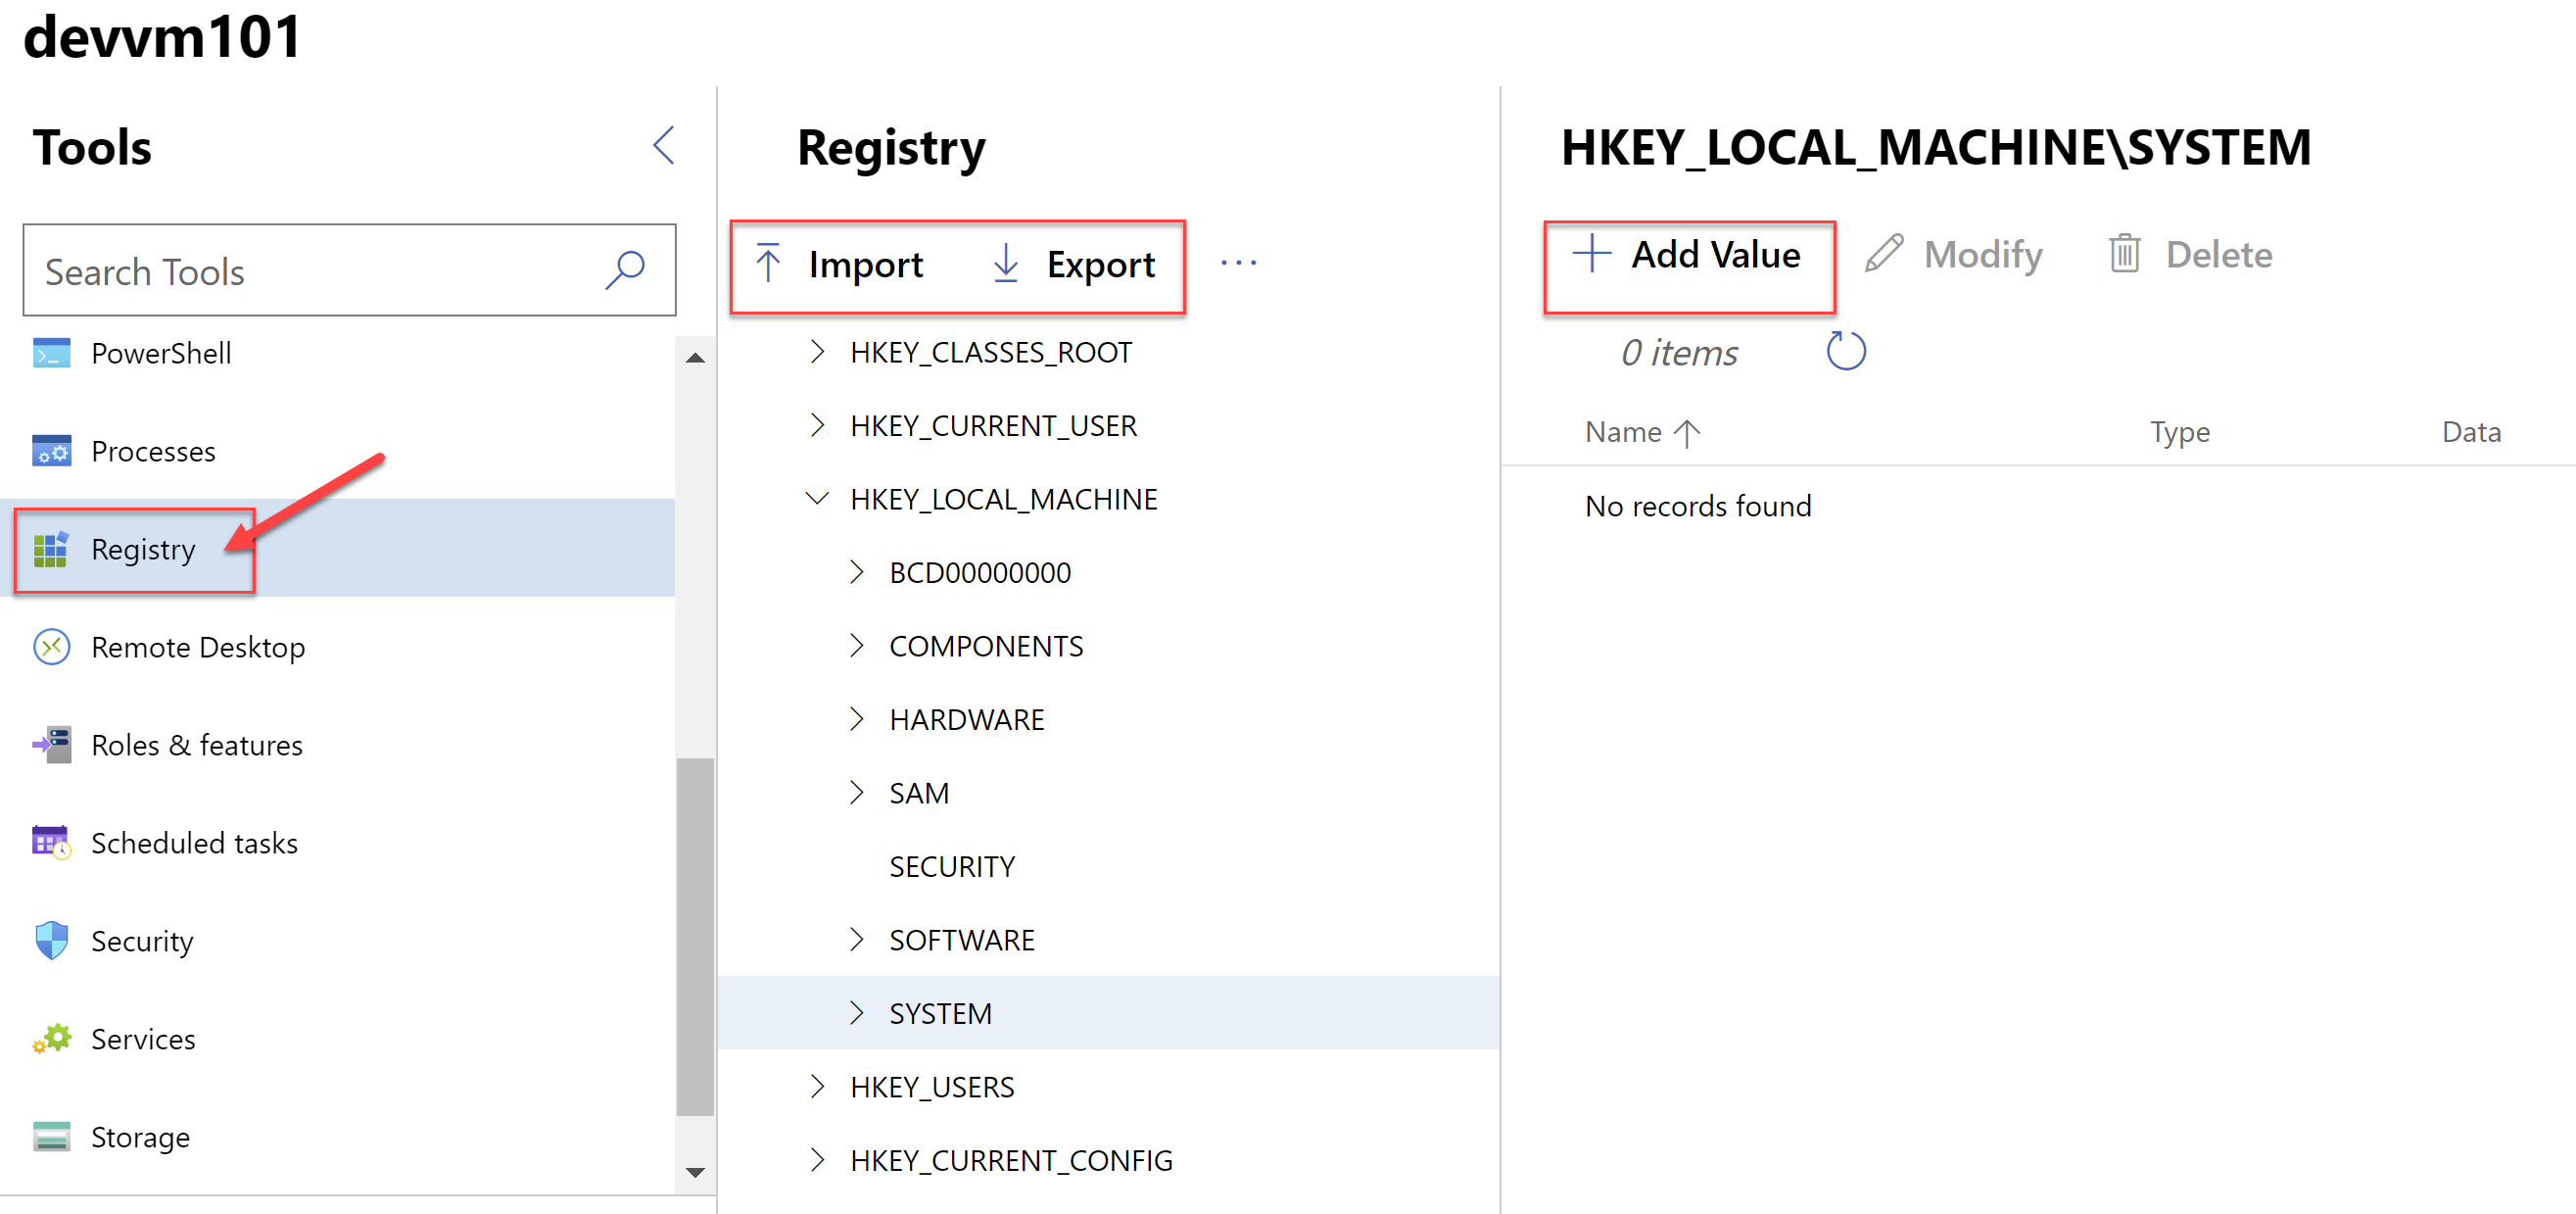 devvm101
Tools
Search Tools
PowerShell
Processes
Registry
Remote Desktop
Roles & features
Scheduled tasks
Security
Services
Storage
Registry
Import Export ...
HKEY_CLASSES_ROOT
HKEY_CURRENT_USER
HKEY_LOCAL_MACHINE
BCD00000000
COMPONENTS
HARDWARE
SAM
SECURITY
SOFTWARE
SYSTEM
HKEY_USERS
HKEY_CURRENT_CONFIG
HKEY_LOCAL_MACHINE\SYSTEM
Add Value Modify Delete
0 items
Name Type Data
No records found